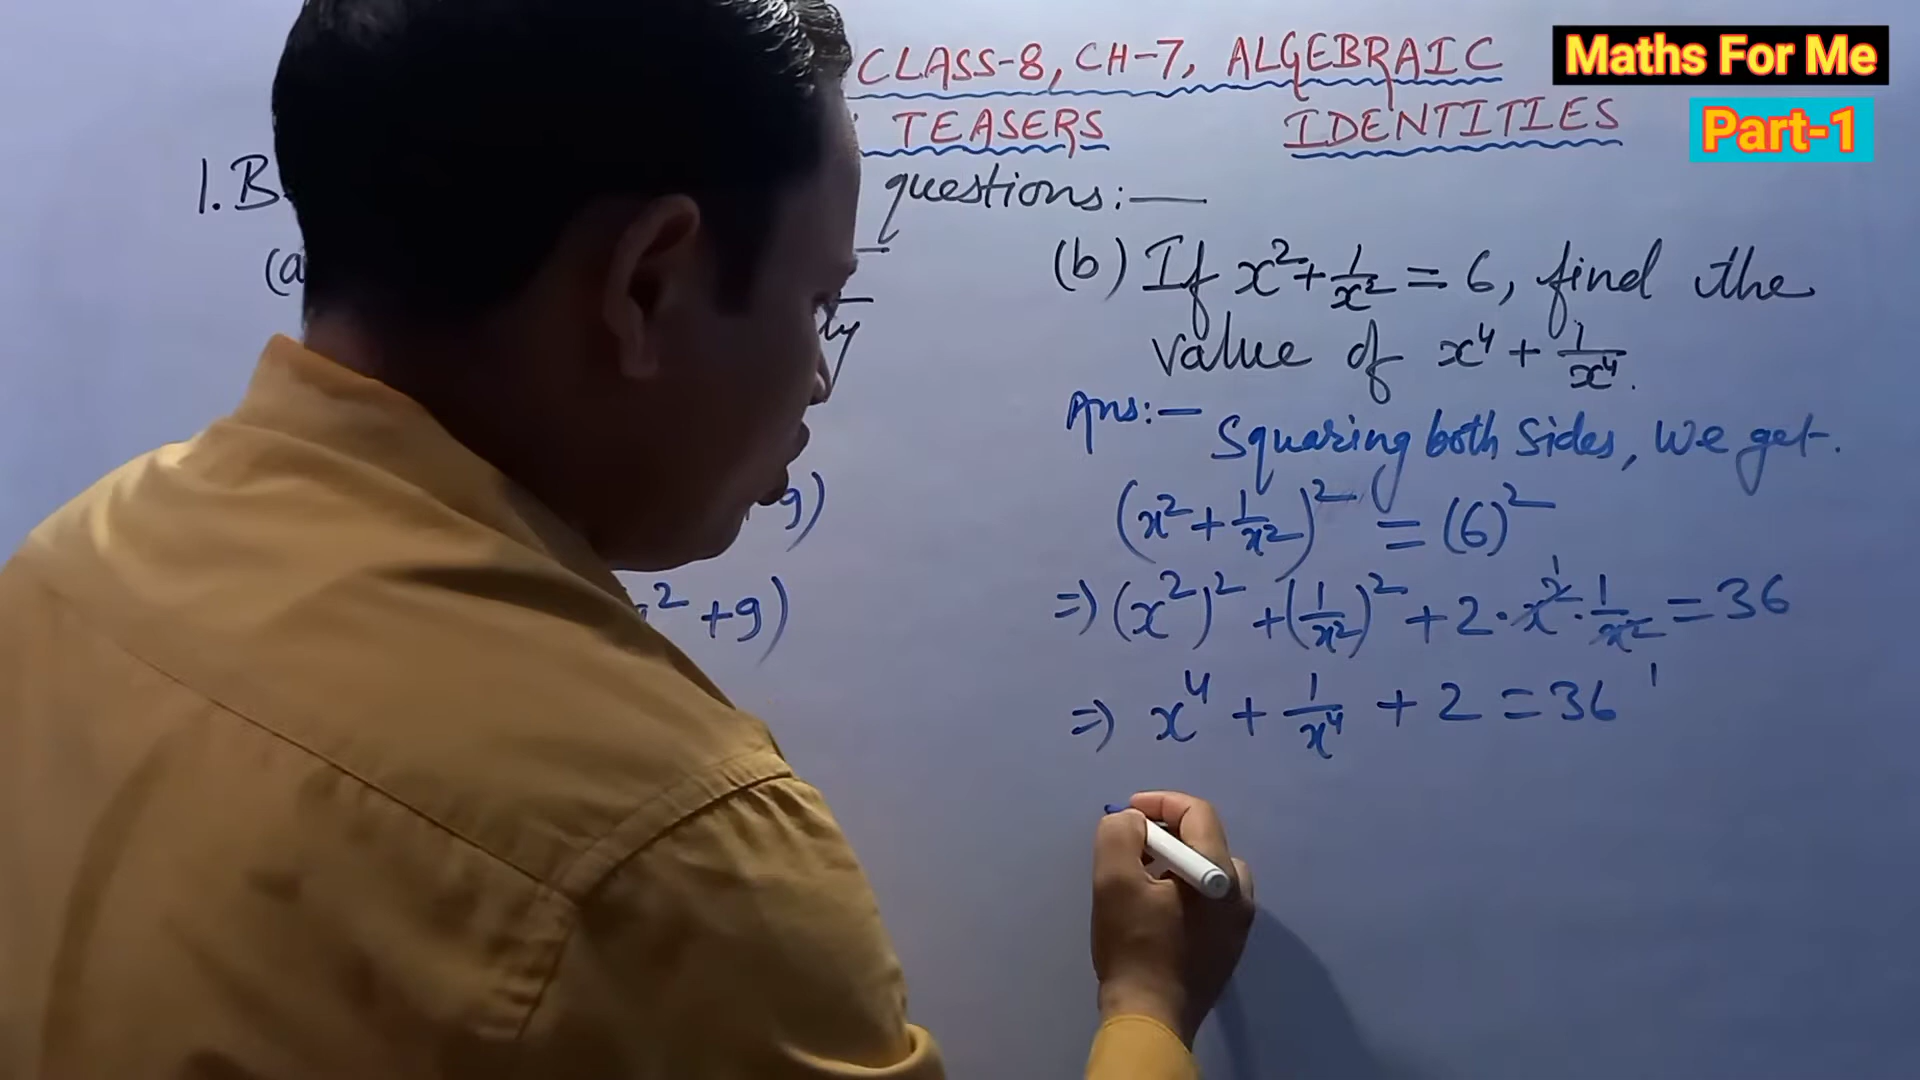 CLASS-8, CH-7, ALGEBRAIC
TEASERS IDENTITIES
Maths For Me
Part-1
1. B questions:—
(a
(b) If x² + 1/x² = 6, find the
value of x⁴ + 1/x⁴.
Ans:— Squaring both sides, we get.
(x² + 1/x²)² = (6)²
⇒ (x²)² + (1/x²)² + 2 · x² · 1/x² = 36
⇒ x⁴ + 1/x⁴ + 2 = 36
9)
² + 9)